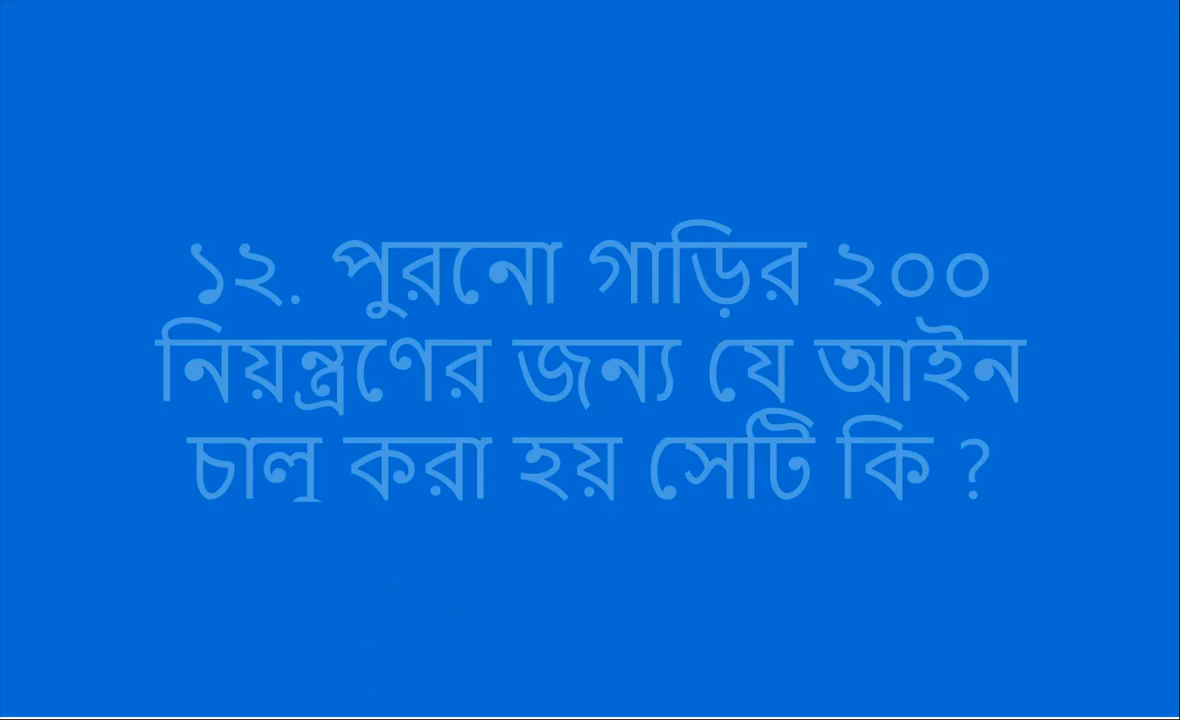 ১২. পুরনো গাড়ির ২০০
নিয়ন্ত্রণের জন্য যে আইন
চালু করা হয় সেটি কি ?